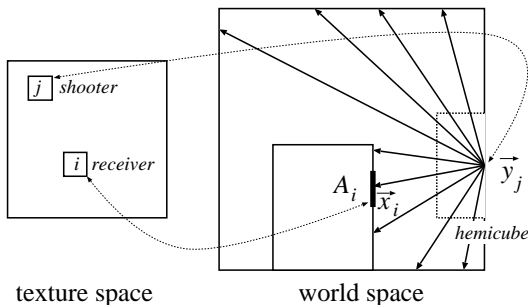 j shooter
i receiver
A_i
x_i
y_j
hemicube
texture space
world space